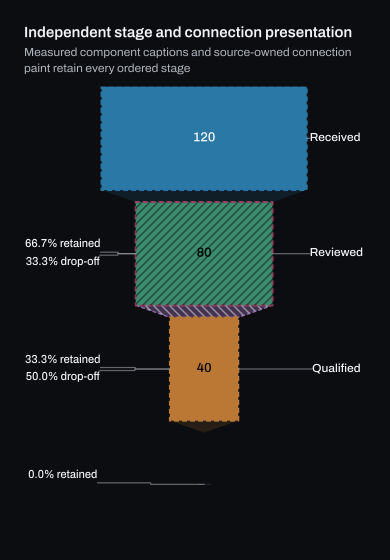 Independent stage and connection presentation
Measured component captions and source-owned connection
paint retain every ordered stage
120
Received
66.7% retained
33.3% drop-off
80
Reviewed
33.3% retained
50.0% drop-off
40
Qualified
0.0% retained